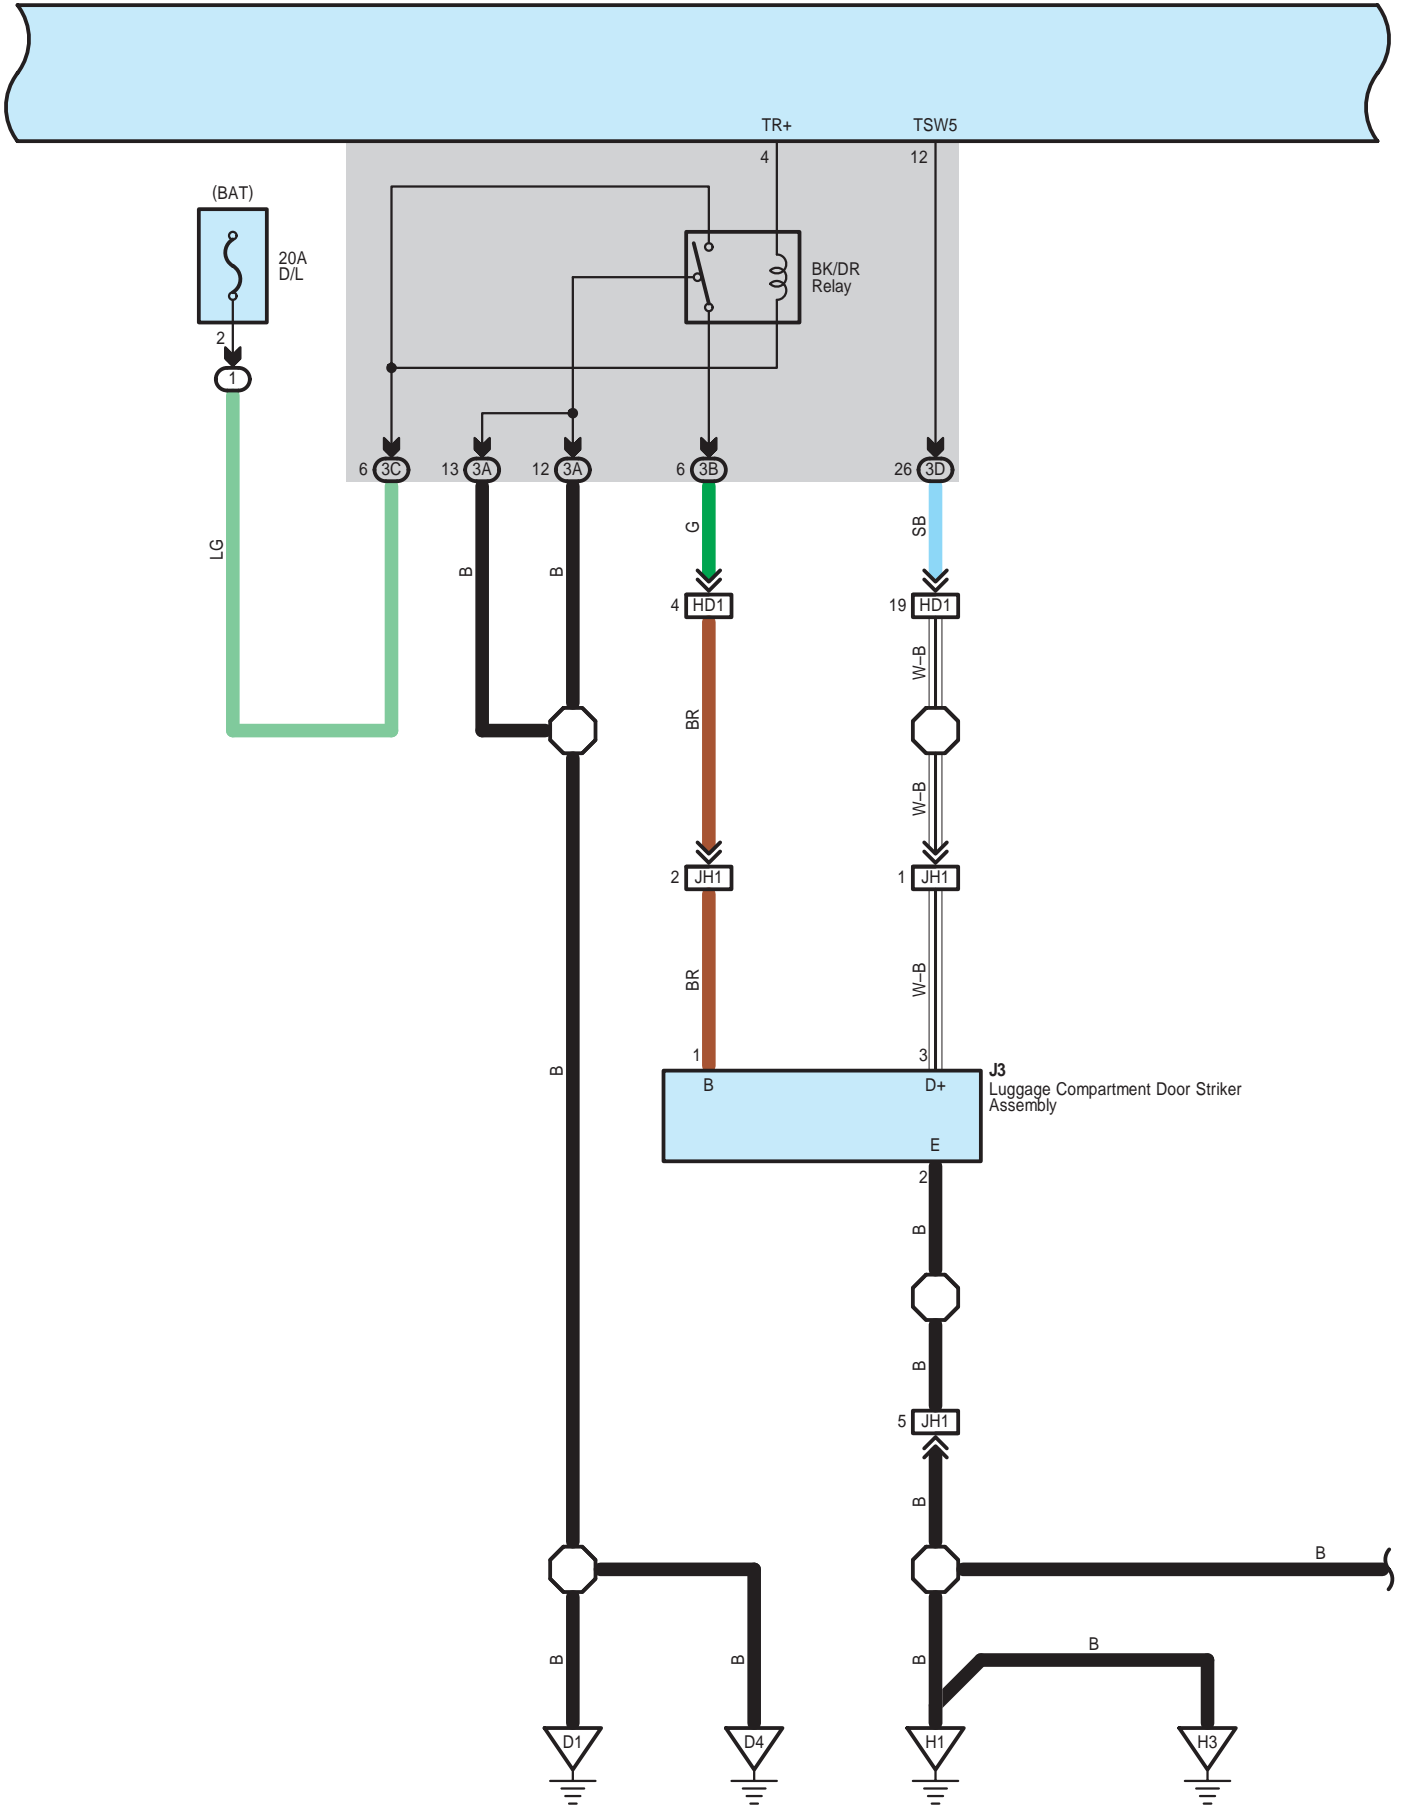 TR+ TSW5
4 12
(BAT)
20A
D/L
BK/DR
Relay
2
1
6 3C 13 3A 12 3A 6 3B 26 3D
G SB
LG B B
4 HD1 19 HD1
W–B
BR
W–B
2 JH1 1 JH1
BR W–B
1 3
J3
B D+
Luggage Compartment Door Striker
Assembly
B
E
2
B
B
5 JH1
B
B
B
B B B
D1 D4 H1 H3